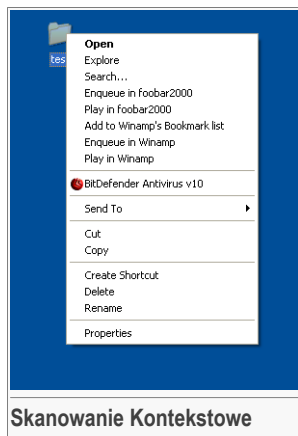 tes
Open
Explore
Search...
Enqueue in foobar2000
Play in foobar2000
Add to Winamp's Bookmark list
Enqueue in Winamp
Play in Winamp
BitDefender Antivirus v10
Send To
Cut
Copy
Create Shortcut
Delete
Rename
Properties
Skanowanie Kontekstowe